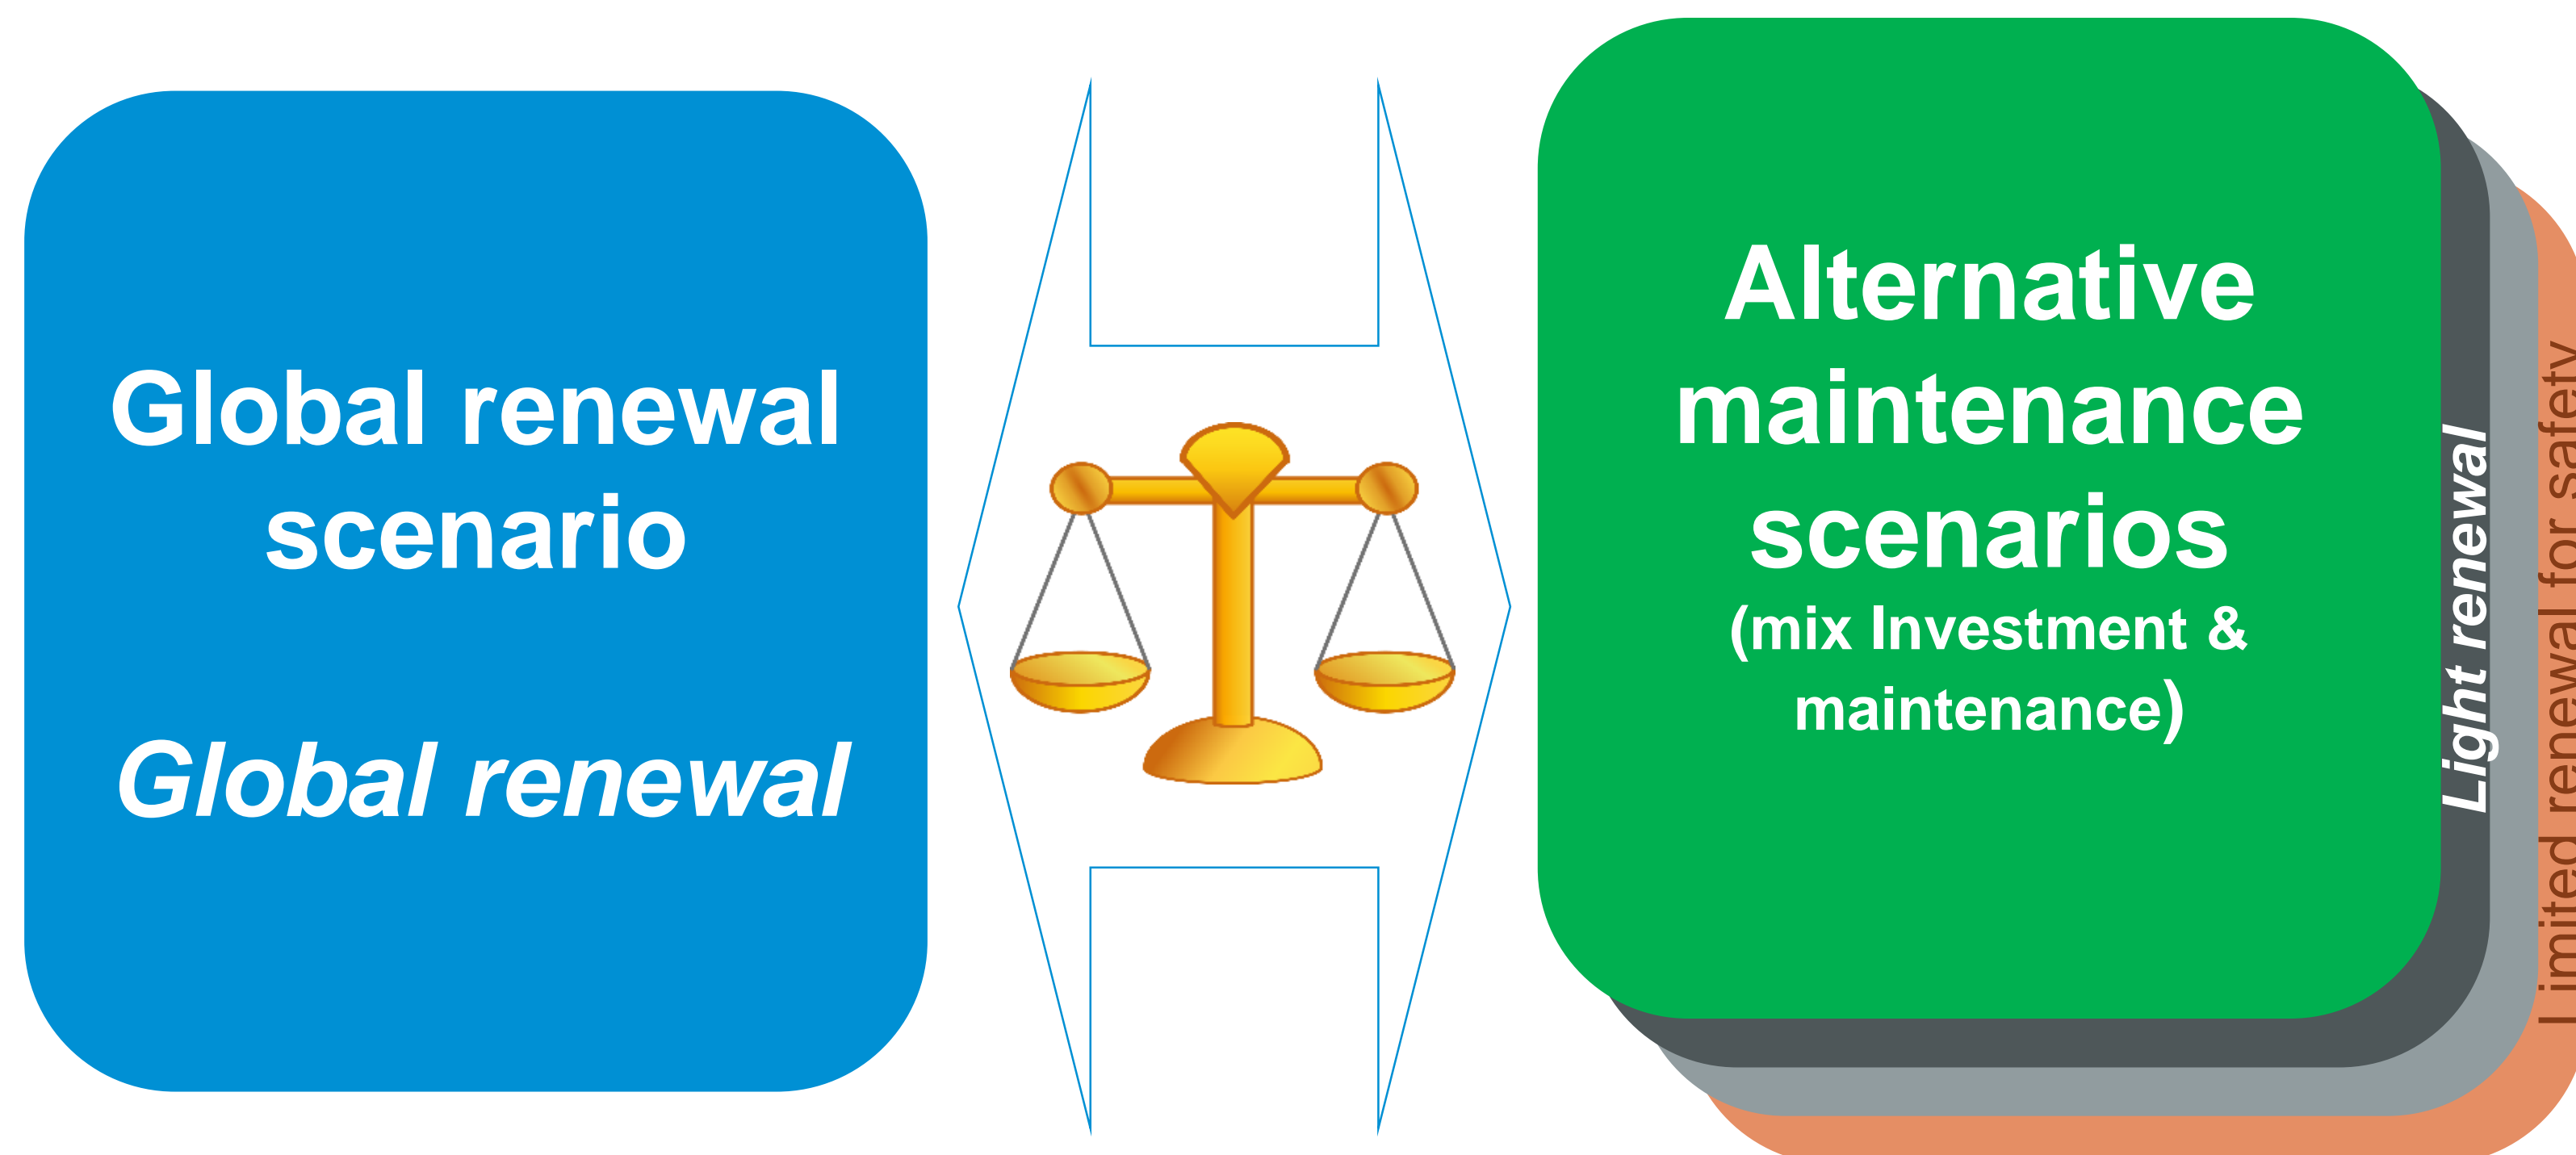 Global renewal
scenario
Global renewal
Alternative
maintenance
scenarios
(mix Investment &
maintenance)
Light renewal
Limited renewal for safety